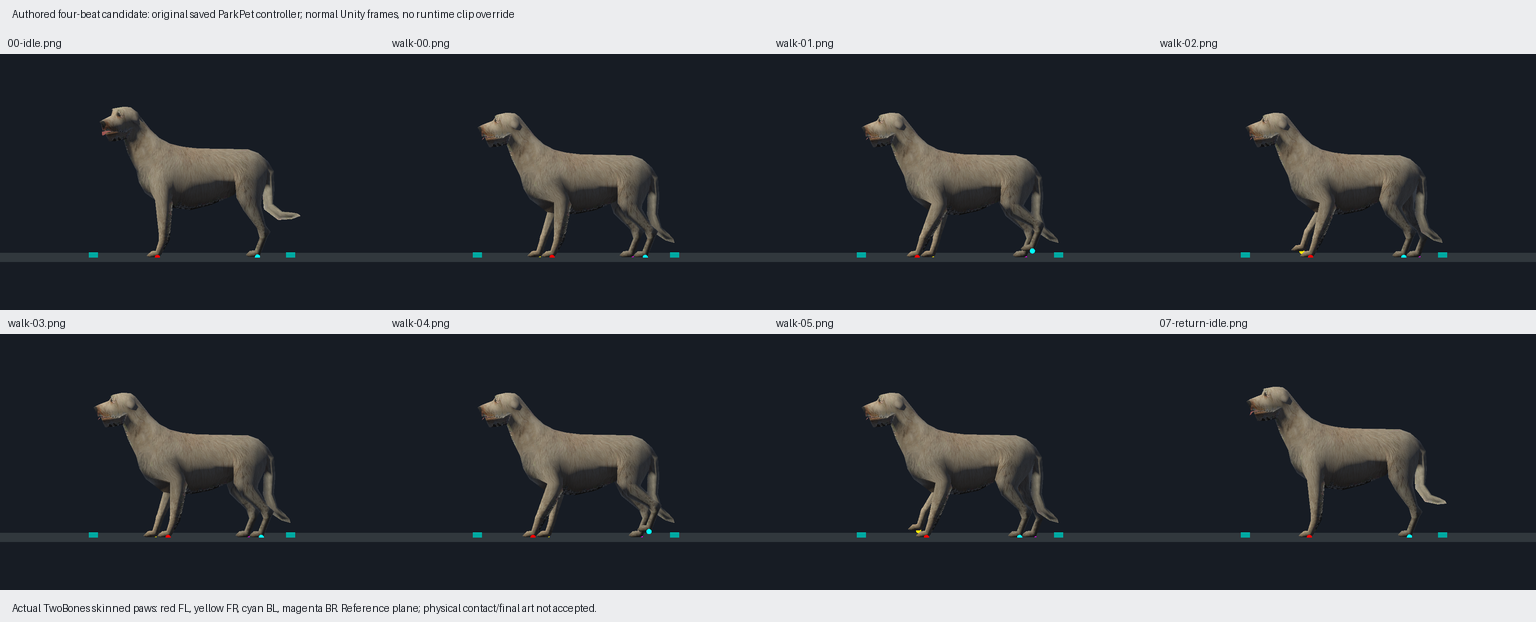 Authored four-beat candidate: original saved ParkPet controller; normal Unity frames, no runtime clip override
00-idle.png
walk-00.png
walk-01.png
walk-02.png
walk-03.png
walk-04.png
walk-05.png
07-return-idle.png
Actual TwoBones skinned paws: red FL, yellow FR, cyan BL, magenta BR. Reference plane; physical contact/final art not accepted.